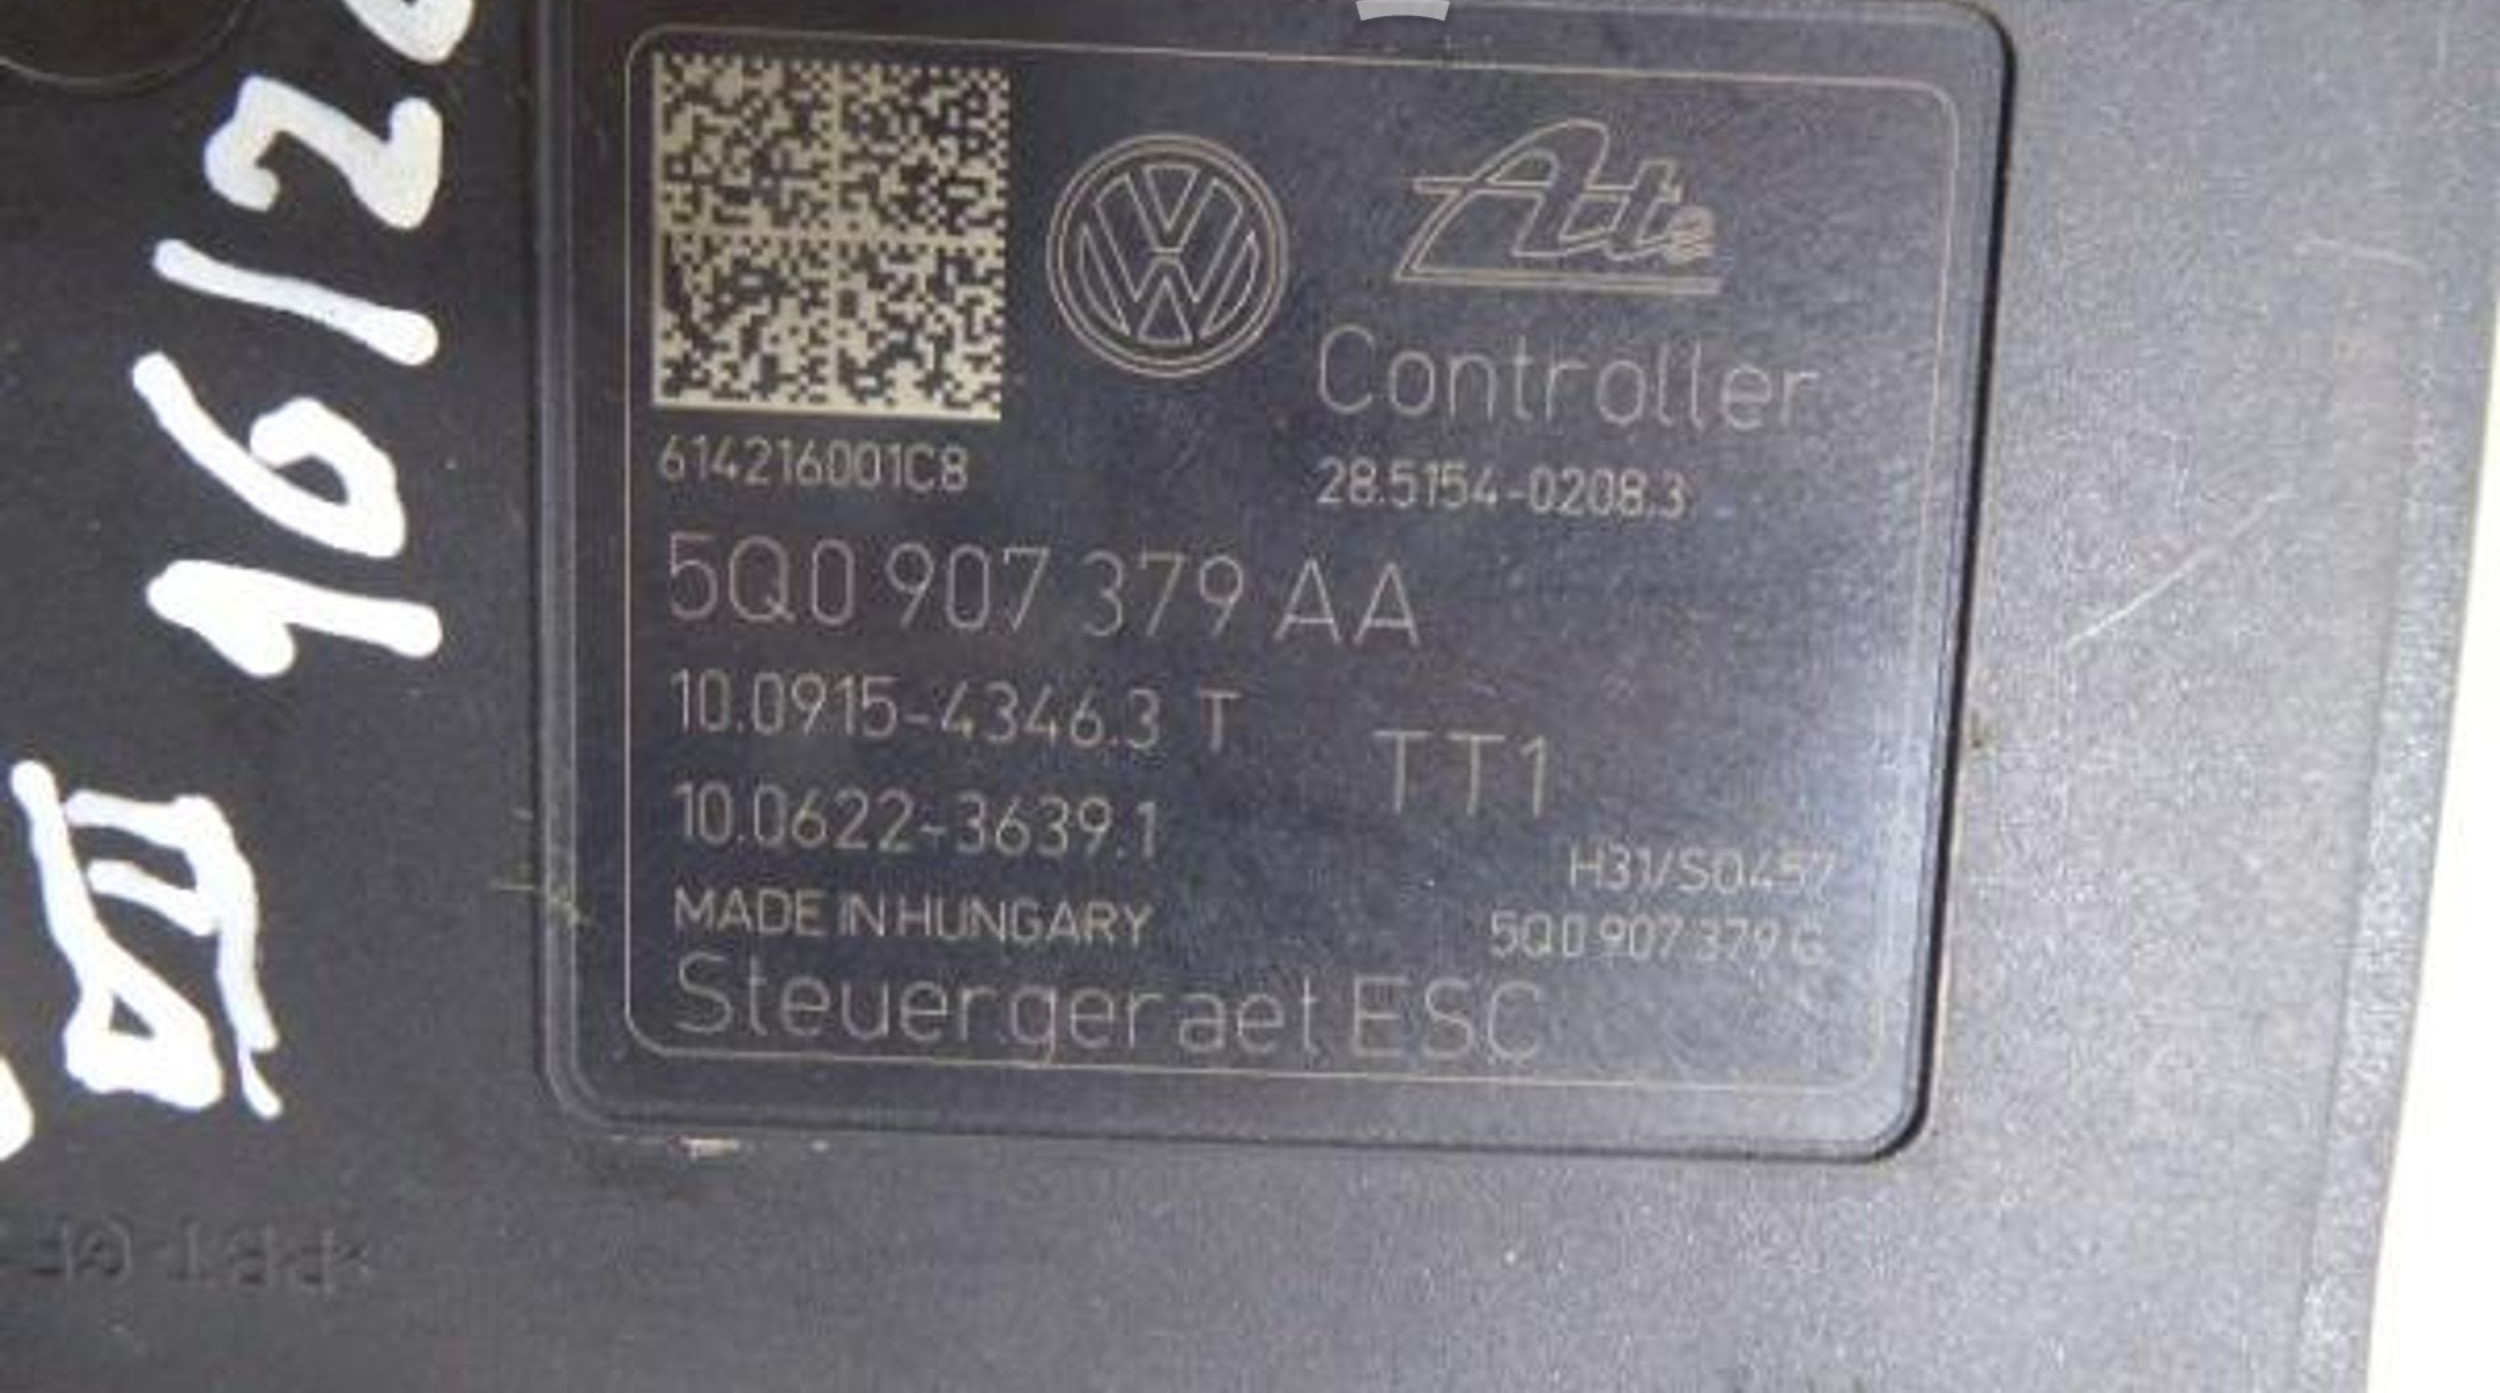 Ate
Controller
614216001C8
28.5154-0208.3
5Q0 907 379 AA
10.0915-4346.3 T
TT1
10.0622-3639.1
H31/S0457
MADE IN HUNGARY
5Q0 907 379 G
Steuergeraet ESC